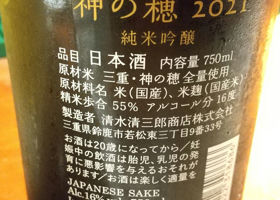 神の穂 2021
純米吟醸
品目 日本酒 内容量 750ml
原材米 三重・神の穂 全量使用
原材料名 米(国産)、米麹(国産米)
精米歩合 55% アルコール分 16度
製造者 清水清三郎商店株式会社
三重県鈴鹿市若松東三丁目9番33号
お酒は20歳になってから/妊
娠中の飲酒は胎児、乳児の発
育に悪影響を与えるおそれが
あります/お酒は楽しく適量を
JAPANESE SAKE
Alc.16%